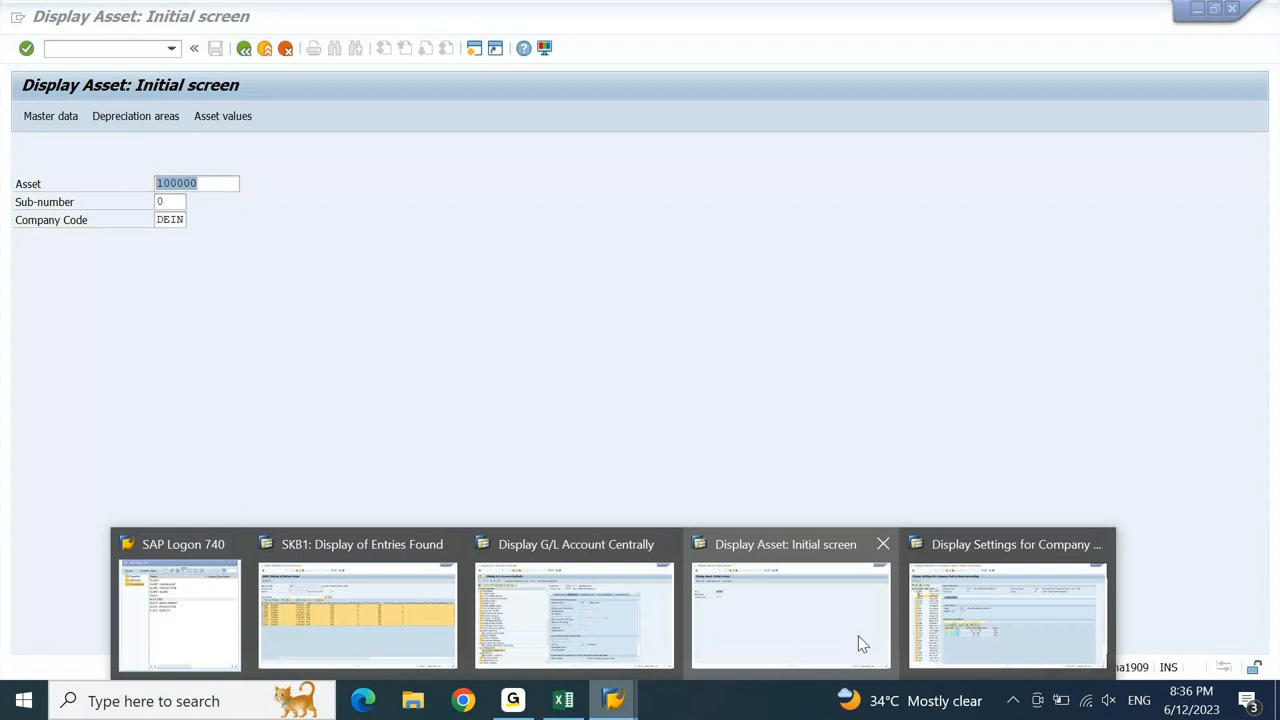 Display Asset: Initial screen
Display Asset: Initial screen
Master data Depreciation areas Asset values
Asset 100000
Sub-number 0
Company Code DEIN
SAP Logon 740
SKB1: Display of Entries Found
Display G/L Account Centrally
Display Asset: Initial screen
Display Settings for Company ...
na1909 INS
Type here to search
34°C Mostly clear
ENG
8:36 PM
6/12/2023
3